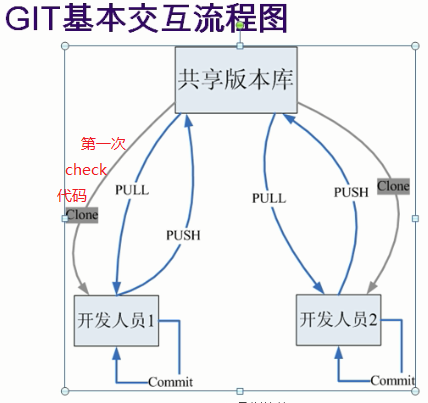 GIT基本交互流程图
共享版本库
第一次
check
代码
Clone
PULL
PUSH
PULL
PUSH
Clone
开发人员1
开发人员2
Commit
Commit